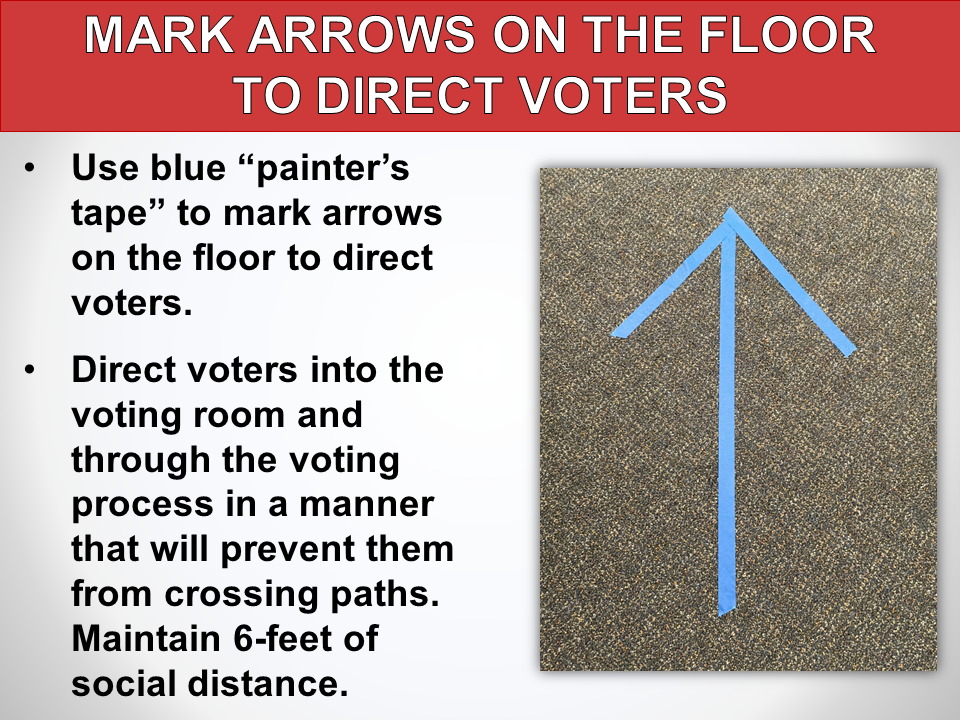 MARK ARROWS ON THE FLOOR
TO DIRECT VOTERS
• Use blue “painter’s
tape” to mark arrows
on the floor to direct
voters.
• Direct voters into the
voting room and
through the voting
process in a manner
that will prevent them
from crossing paths.
Maintain 6-feet of
social distance.